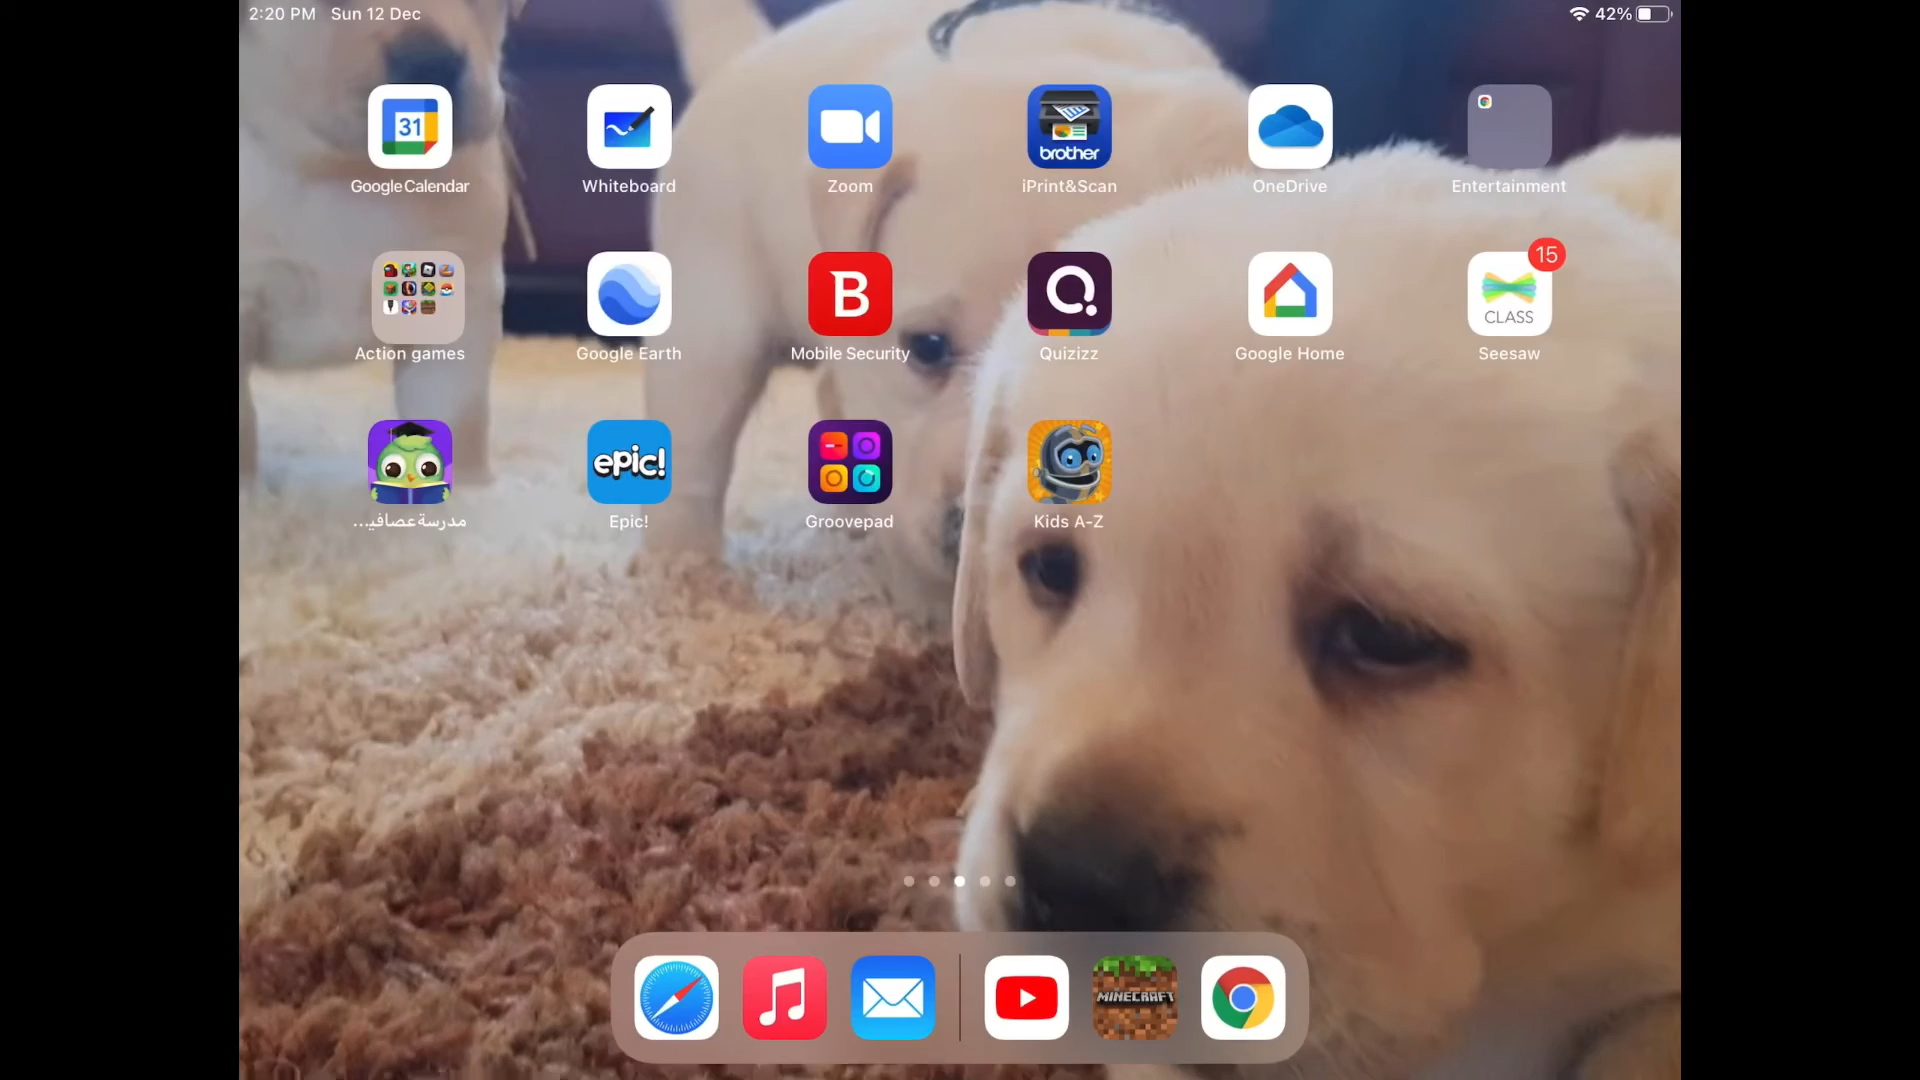 2:20 PM Sun 12 Dec
42%
31
brother
Google Calendar
Whiteboard
Zoom
iPrint&Scan
OneDrive
Entertainment
B
Q
15
CLASS
Action games
Google Earth
Mobile Security
Quizizz
Google Home
Seesaw
epic!
مدرسة عصافيـ...
Epic!
Groovepad
Kids A-Z
MINECRAFT